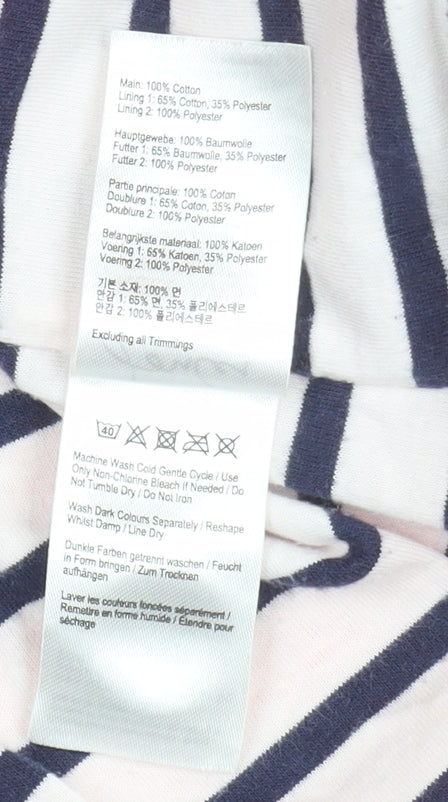 Main: 100% Cotton
Lining 1: 65% Cotton, 35% Polyester
Lining 2: 100% Polyester
Hauptgewebe: 100% Baumwolle
Futter 1: 65% Baumwolle, 35% Polyester
Futter 2: 100% Polyester
Partie principale: 100% Coton
Doublure 1: 65% Coton, 35% Polyester
Doublure 2: 100% Polyester
Belangrijkste materiaal: 100% Katoen
Voering 1: 65% Katoen, 35% Polyester
Voering 2: 100% Polyester
기본 소재: 100% 면
안감 1: 65% 면, 35% 폴리에스테르
안감 2: 100% 폴리에스테르
Excluding all Trimmings
40
Machine Wash Cold Gentle Cycle / Use
Only Non-Chlorine Bleach If Needed / Do
Not Tumble Dry / Do Not Iron
Wash Dark Colours Separately / Reshape
Whilst Damp / Line Dry
Dunkle Farben getrennt waschen / Feucht
in Form bringen / Zum Trocknen
aufhängen
Laver les couleurs foncées séparément /
Remettre en forme humide / Étendre pour
séchage